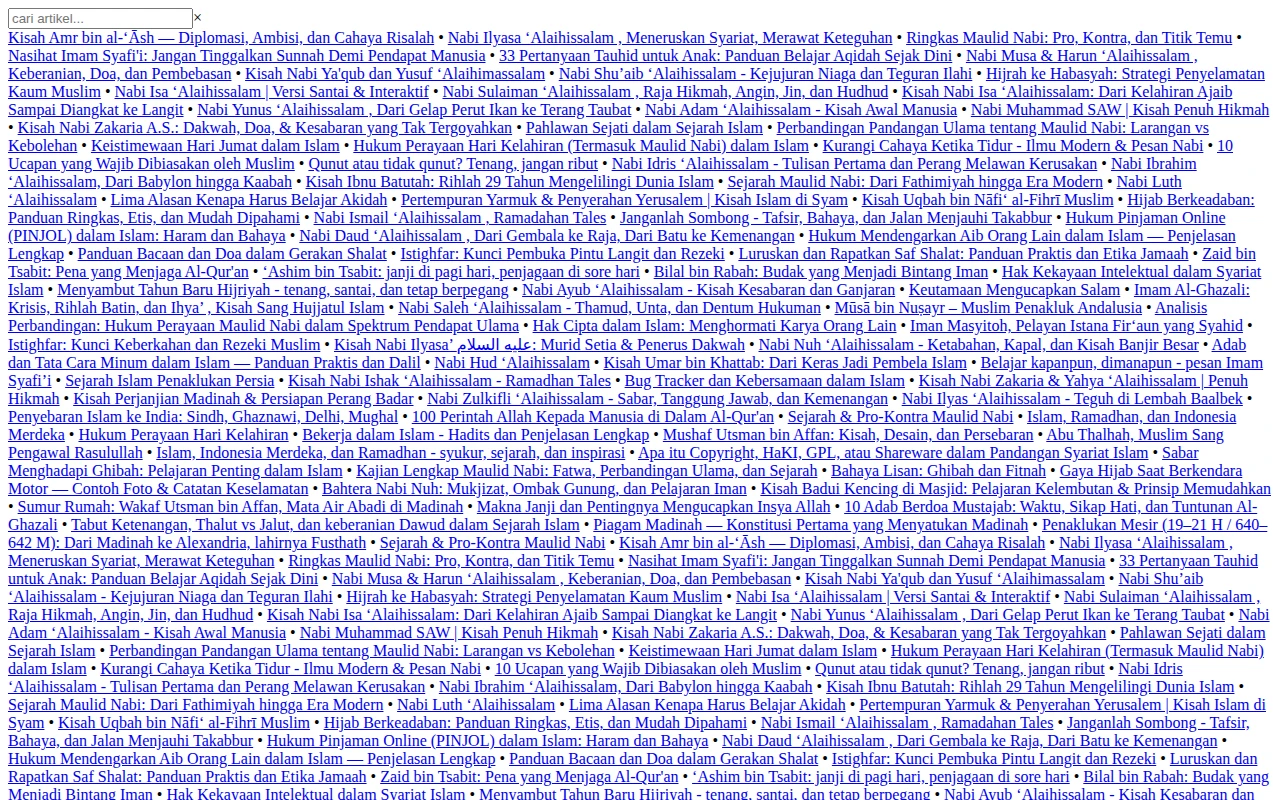 cari artikel... ×
Kisah Amr bin al-‘Āsh — Diplomasi, Ambisi, dan Cahaya Risalah • Nabi Ilyasa ‘Alaihissalam , Meneruskan Syariat, Merawat Keteguhan • Ringkas Maulid Nabi: Pro, Kontra, dan Titik Temu •
Nasihat Imam Syafi'i: Jangan Tinggalkan Sunnah Demi Pendapat Manusia • 33 Pertanyaan Tauhid untuk Anak: Panduan Belajar Aqidah Sejak Dini • Nabi Musa & Harun ‘Alaihissalam ,
Keberanian, Doa, dan Pembebasan • Kisah Nabi Ya'qub dan Yusuf ‘Alaihimassalam • Nabi Shu’aib ‘Alaihissalam - Kejujuran Niaga dan Teguran Ilahi • Hijrah ke Habasyah: Strategi Penyelamatan
Kaum Muslim • Nabi Isa ‘Alaihissalam | Versi Santai & Interaktif • Nabi Sulaiman ‘Alaihissalam , Raja Hikmah, Angin, Jin, dan Hudhud • Kisah Nabi Isa ‘Alaihissalam: Dari Kelahiran Ajaib
Sampai Diangkat ke Langit • Nabi Yunus ‘Alaihissalam , Dari Gelap Perut Ikan ke Terang Taubat • Nabi Adam ‘Alaihissalam - Kisah Awal Manusia • Nabi Muhammad SAW | Kisah Penuh Hikmah
• Kisah Nabi Zakaria A.S.: Dakwah, Doa, & Kesabaran yang Tak Tergoyahkan • Pahlawan Sejati dalam Sejarah Islam • Perbandingan Pandangan Ulama tentang Maulid Nabi: Larangan vs
Kebolehan • Keistimewaan Hari Jumat dalam Islam • Hukum Perayaan Hari Kelahiran (Termasuk Maulid Nabi) dalam Islam • Kurangi Cahaya Ketika Tidur - Ilmu Modern & Pesan Nabi • 10
Ucapan yang Wajib Dibiasakan oleh Muslim • Qunut atau tidak qunut? Tenang, jangan ribut • Nabi Idris ‘Alaihissalam - Tulisan Pertama dan Perang Melawan Kerusakan • Nabi Ibrahim
‘Alaihissalam, Dari Babylon hingga Kaabah • Kisah Ibnu Batutah: Rihlah 29 Tahun Mengelilingi Dunia Islam • Sejarah Maulid Nabi: Dari Fathimiyah hingga Era Modern • Nabi Luth
‘Alaihissalam • Lima Alasan Kenapa Harus Belajar Akidah • Pertempuran Yarmuk & Penyerahan Yerusalem | Kisah Islam di Syam • Kisah Uqbah bin Nāfi‘ al-Fihrī Muslim • Hijab Berkeadaban:
Panduan Ringkas, Etis, dan Mudah Dipahami • Nabi Ismail ‘Alaihissalam , Ramadahan Tales • Janganlah Sombong - Tafsir, Bahaya, dan Jalan Menjauhi Takabbur • Hukum Pinjaman Online
(PINJOL) dalam Islam: Haram dan Bahaya • Nabi Daud ‘Alaihissalam , Dari Gembala ke Raja, Dari Batu ke Kemenangan • Hukum Mendengarkan Aib Orang Lain dalam Islam — Penjelasan
Lengkap • Panduan Bacaan dan Doa dalam Gerakan Shalat • Istighfar: Kunci Pembuka Pintu Langit dan Rezeki • Luruskan dan Rapatkan Saf Shalat: Panduan Praktis dan Etika Jamaah • Zaid bin
Tsabit: Pena yang Menjaga Al-Qur'an • ‘Ashim bin Tsabit: janji di pagi hari, penjagaan di sore hari • Bilal bin Rabah: Budak yang Menjadi Bintang Iman • Hak Kekayaan Intelektual dalam Syariat
Islam • Menyambut Tahun Baru Hijriyah - tenang, santai, dan tetap berpegang • Nabi Ayub ‘Alaihissalam - Kisah Kesabaran dan Ganjaran • Keutamaan Mengucapkan Salam • Imam Al-Ghazali:
Krisis, Rihlah Batin, dan Ihya’ , Kisah Sang Hujjatul Islam • Nabi Saleh ‘Alaihissalam - Thamud, Unta, dan Dentum Hukuman • Mūsā bin Nuṣayr – Muslim Penakluk Andalusia • Analisis
Perbandingan: Hukum Perayaan Maulid Nabi dalam Spektrum Pendapat Ulama • Hak Cipta dalam Islam: Menghormati Karya Orang Lain • Iman Masyitoh, Pelayan Istana Fir‘aun yang Syahid •
Istighfar: Kunci Keberkahan dan Rezeki Muslim • Kisah Nabi Ilyasa’ عليه السلام: Murid Setia & Penerus Dakwah • Nabi Nuh ‘Alaihissalam - Ketabahan, Kapal, dan Kisah Banjir Besar • Adab
dan Tata Cara Minum dalam Islam — Panduan Praktis dan Dalil • Nabi Hud ‘Alaihissalam • Kisah Umar bin Khattab: Dari Keras Jadi Pembela Islam • Belajar kapanpun, dimanapun - pesan Imam
Syafi’i • Sejarah Islam Penaklukan Persia • Kisah Nabi Ishak ‘Alaihissalam - Ramadhan Tales • Bug Tracker dan Kebersamaan dalam Islam • Kisah Nabi Zakaria & Yahya ‘Alaihissalam | Penuh
Hikmah • Kisah Perjanjian Madinah & Persiapan Perang Badar • Nabi Zulkifli ‘Alaihissalam - Sabar, Tanggung Jawab, dan Kemenangan • Nabi Ilyas ‘Alaihissalam - Teguh di Lembah Baalbek •
Penyebaran Islam ke India: Sindh, Ghaznawi, Delhi, Mughal • 100 Perintah Allah Kepada Manusia di Dalam Al-Qur'an • Sejarah & Pro-Kontra Maulid Nabi • Islam, Ramadhan, dan Indonesia
Merdeka • Hukum Perayaan Hari Kelahiran • Bekerja dalam Islam - Hadits dan Penjelasan Lengkap • Mushaf Utsman bin Affan: Kisah, Desain, dan Persebaran • Abu Thalhah, Muslim Sang
Pengawal Rasulullah • Islam, Indonesia Merdeka, dan Ramadhan - syukur, sejarah, dan inspirasi • Apa itu Copyright, HaKI, GPL, atau Shareware dalam Pandangan Syariat Islam • Sabar
Menghadapi Ghibah: Pelajaran Penting dalam Islam • Kajian Lengkap Maulid Nabi: Fatwa, Perbandingan Ulama, dan Sejarah • Bahaya Lisan: Ghibah dan Fitnah • Gaya Hijab Saat Berkendara
Motor — Contoh Foto & Catatan Keselamatan • Bahtera Nabi Nuh: Mukjizat, Ombak Gunung, dan Pelajaran Iman • Kisah Badui Kencing di Masjid: Pelajaran Kelembutan & Prinsip Memudahkan
• Sumur Rumah: Wakaf Utsman bin Affan, Mata Air Abadi di Madinah • Makna Janji dan Pentingnya Mengucapkan Insya Allah • 10 Adab Berdoa Mustajab: Waktu, Sikap Hati, dan Tuntunan Al-
Ghazali • Tabut Ketenangan, Thalut vs Jalut, dan keberanian Dawud dalam Sejarah Islam • Piagam Madinah — Konstitusi Pertama yang Menyatukan Madinah • Penaklukan Mesir (19–21 H / 640–
642 M): Dari Madinah ke Alexandria, lahirnya Fusthath • Sejarah & Pro-Kontra Maulid Nabi • Kisah Amr bin al-‘Āsh — Diplomasi, Ambisi, dan Cahaya Risalah • Nabi Ilyasa ‘Alaihissalam ,
Meneruskan Syariat, Merawat Keteguhan • Ringkas Maulid Nabi: Pro, Kontra, dan Titik Temu • Nasihat Imam Syafi'i: Jangan Tinggalkan Sunnah Demi Pendapat Manusia • 33 Pertanyaan Tauhid
untuk Anak: Panduan Belajar Aqidah Sejak Dini • Nabi Musa & Harun ‘Alaihissalam , Keberanian, Doa, dan Pembebasan • Kisah Nabi Ya'qub dan Yusuf ‘Alaihimassalam • Nabi Shu’aib
‘Alaihissalam - Kejujuran Niaga dan Teguran Ilahi • Hijrah ke Habasyah: Strategi Penyelamatan Kaum Muslim • Nabi Isa ‘Alaihissalam | Versi Santai & Interaktif • Nabi Sulaiman ‘Alaihissalam ,
Raja Hikmah, Angin, Jin, dan Hudhud • Kisah Nabi Isa ‘Alaihissalam: Dari Kelahiran Ajaib Sampai Diangkat ke Langit • Nabi Yunus ‘Alaihissalam , Dari Gelap Perut Ikan ke Terang Taubat • Nabi
Adam ‘Alaihissalam - Kisah Awal Manusia • Nabi Muhammad SAW | Kisah Penuh Hikmah • Kisah Nabi Zakaria A.S.: Dakwah, Doa, & Kesabaran yang Tak Tergoyahkan • Pahlawan Sejati dalam
Sejarah Islam • Perbandingan Pandangan Ulama tentang Maulid Nabi: Larangan vs Kebolehan • Keistimewaan Hari Jumat dalam Islam • Hukum Perayaan Hari Kelahiran (Termasuk Maulid Nabi)
dalam Islam • Kurangi Cahaya Ketika Tidur - Ilmu Modern & Pesan Nabi • 10 Ucapan yang Wajib Dibiasakan oleh Muslim • Qunut atau tidak qunut? Tenang, jangan ribut • Nabi Idris
‘Alaihissalam - Tulisan Pertama dan Perang Melawan Kerusakan • Nabi Ibrahim ‘Alaihissalam, Dari Babylon hingga Kaabah • Kisah Ibnu Batutah: Rihlah 29 Tahun Mengelilingi Dunia Islam •
Sejarah Maulid Nabi: Dari Fathimiyah hingga Era Modern • Nabi Luth ‘Alaihissalam • Lima Alasan Kenapa Harus Belajar Akidah • Pertempuran Yarmuk & Penyerahan Yerusalem | Kisah Islam di
Syam • Kisah Uqbah bin Nāfi‘ al-Fihrī Muslim • Hijab Berkeadaban: Panduan Ringkas, Etis, dan Mudah Dipahami • Nabi Ismail ‘Alaihissalam , Ramadahan Tales • Janganlah Sombong - Tafsir,
Bahaya, dan Jalan Menjauhi Takabbur • Hukum Pinjaman Online (PINJOL) dalam Islam: Haram dan Bahaya • Nabi Daud ‘Alaihissalam , Dari Gembala ke Raja, Dari Batu ke Kemenangan •
Hukum Mendengarkan Aib Orang Lain dalam Islam — Penjelasan Lengkap • Panduan Bacaan dan Doa dalam Gerakan Shalat • Istighfar: Kunci Pembuka Pintu Langit dan Rezeki • Luruskan dan
Rapatkan Saf Shalat: Panduan Praktis dan Etika Jamaah • Zaid bin Tsabit: Pena yang Menjaga Al-Qur'an • ‘Ashim bin Tsabit: janji di pagi hari, penjagaan di sore hari • Bilal bin Rabah: Budak yang
Menjadi Bintang Iman • Hak Kekayaan Intelektual dalam Syariat Islam • Menyambut Tahun Baru Hijriyah - tenang, santai, dan tetap berpegang • Nabi Ayub ‘Alaihissalam - Kisah Kesabaran dan